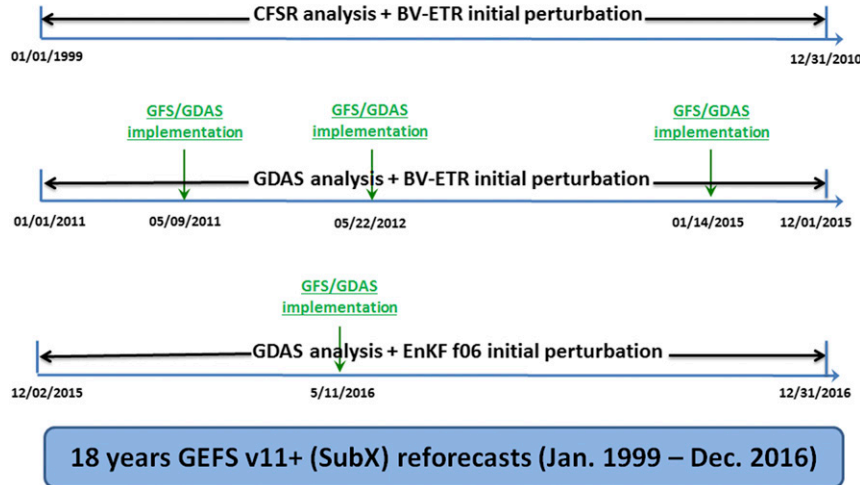 CFSR analysis + BV-ETR initial perturbation
01/01/1999 12/31/2010
GFS/GDAS GFS/GDAS GFS/GDAS
implementation implementation implementation
GDAS analysis + BV-ETR initial perturbation
01/01/2011 05/09/2011 05/22/2012 01/14/2015 12/01/2015
GFS/GDAS
implementation
GDAS analysis + EnKF f06 initial perturbation
12/02/2015 5/11/2016 12/31/2016
18 years GEFS v11+ (SubX) reforecasts (Jan. 1999 – Dec. 2016)